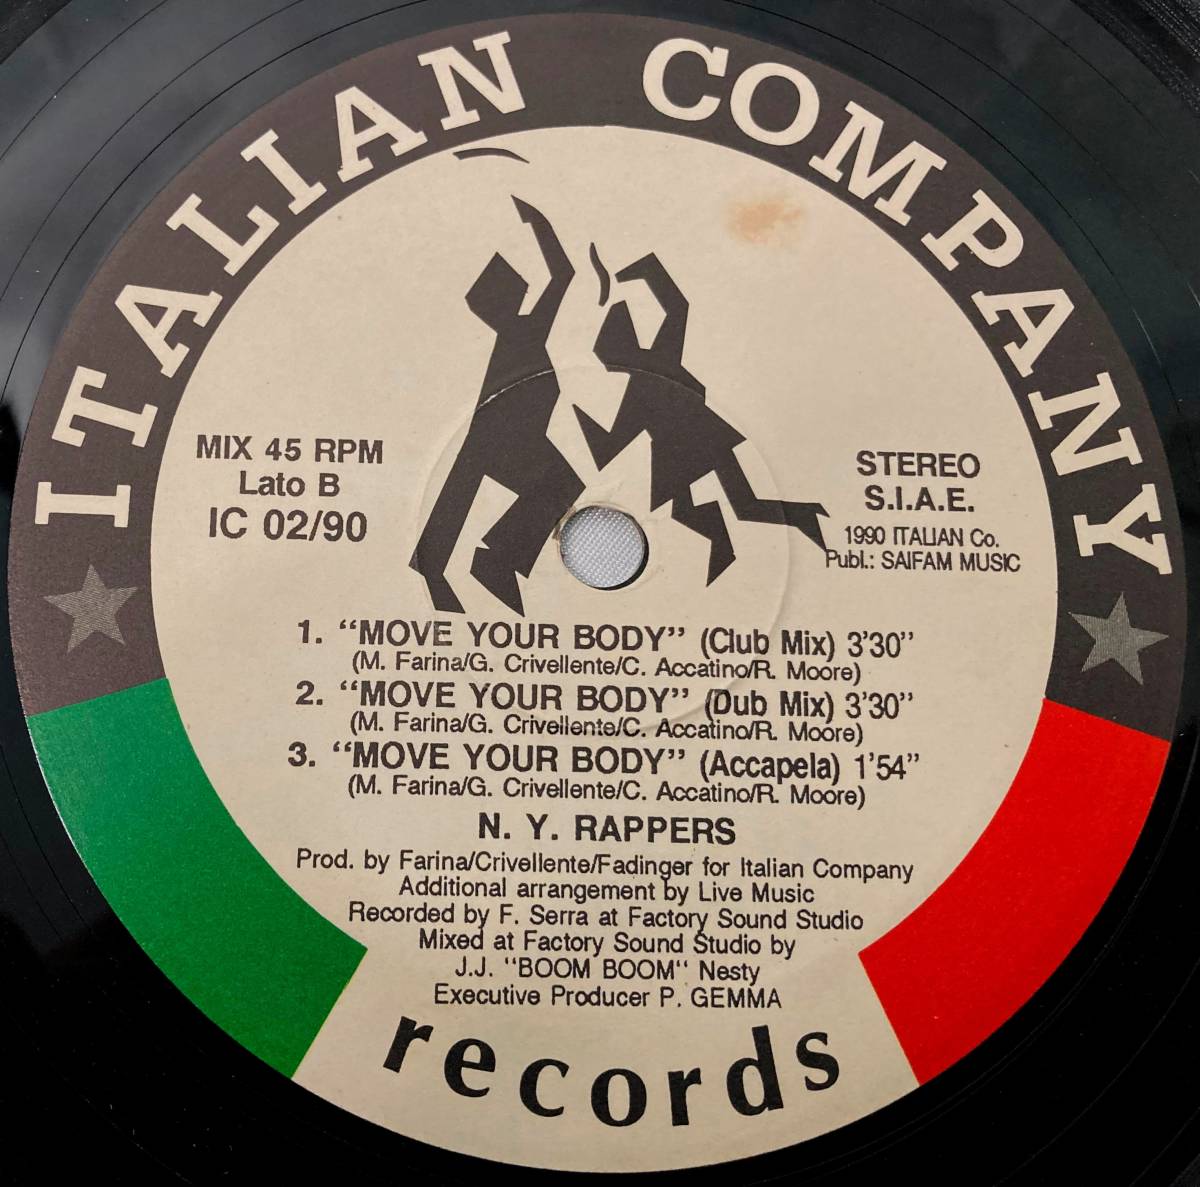 ITALIAN COMPANY
MIX 45 RPM
Lato B
IC 02/90
STEREO
S.I.A.E.
1990 ITALIAN Co.
Publ.: SAIFAM MUSIC
1. “MOVE YOUR BODY” (Club Mix) 3’30”
(M. Farina/G. Crivellente/C. Accatino/R. Moore)
2. “MOVE YOUR BODY” (Dub Mix) 3’30”
(M. Farina/G. Crivellente/C. Accatino/R. Moore)
3. “MOVE YOUR BODY” (Accapela) 1’54”
(M. Farina/G. Crivellente/C. Accatino/R. Moore)
N. Y. RAPPERS
Prod. by Farina/Crivellente/Fadinger for Italian Company
Additional arrangement by Live Music
Recorded by F. Serra at Factory Sound Studio
Mixed at Factory Sound Studio by
J.J. “BOOM BOOM” Nesty
Executive Producer P. GEMMA
records